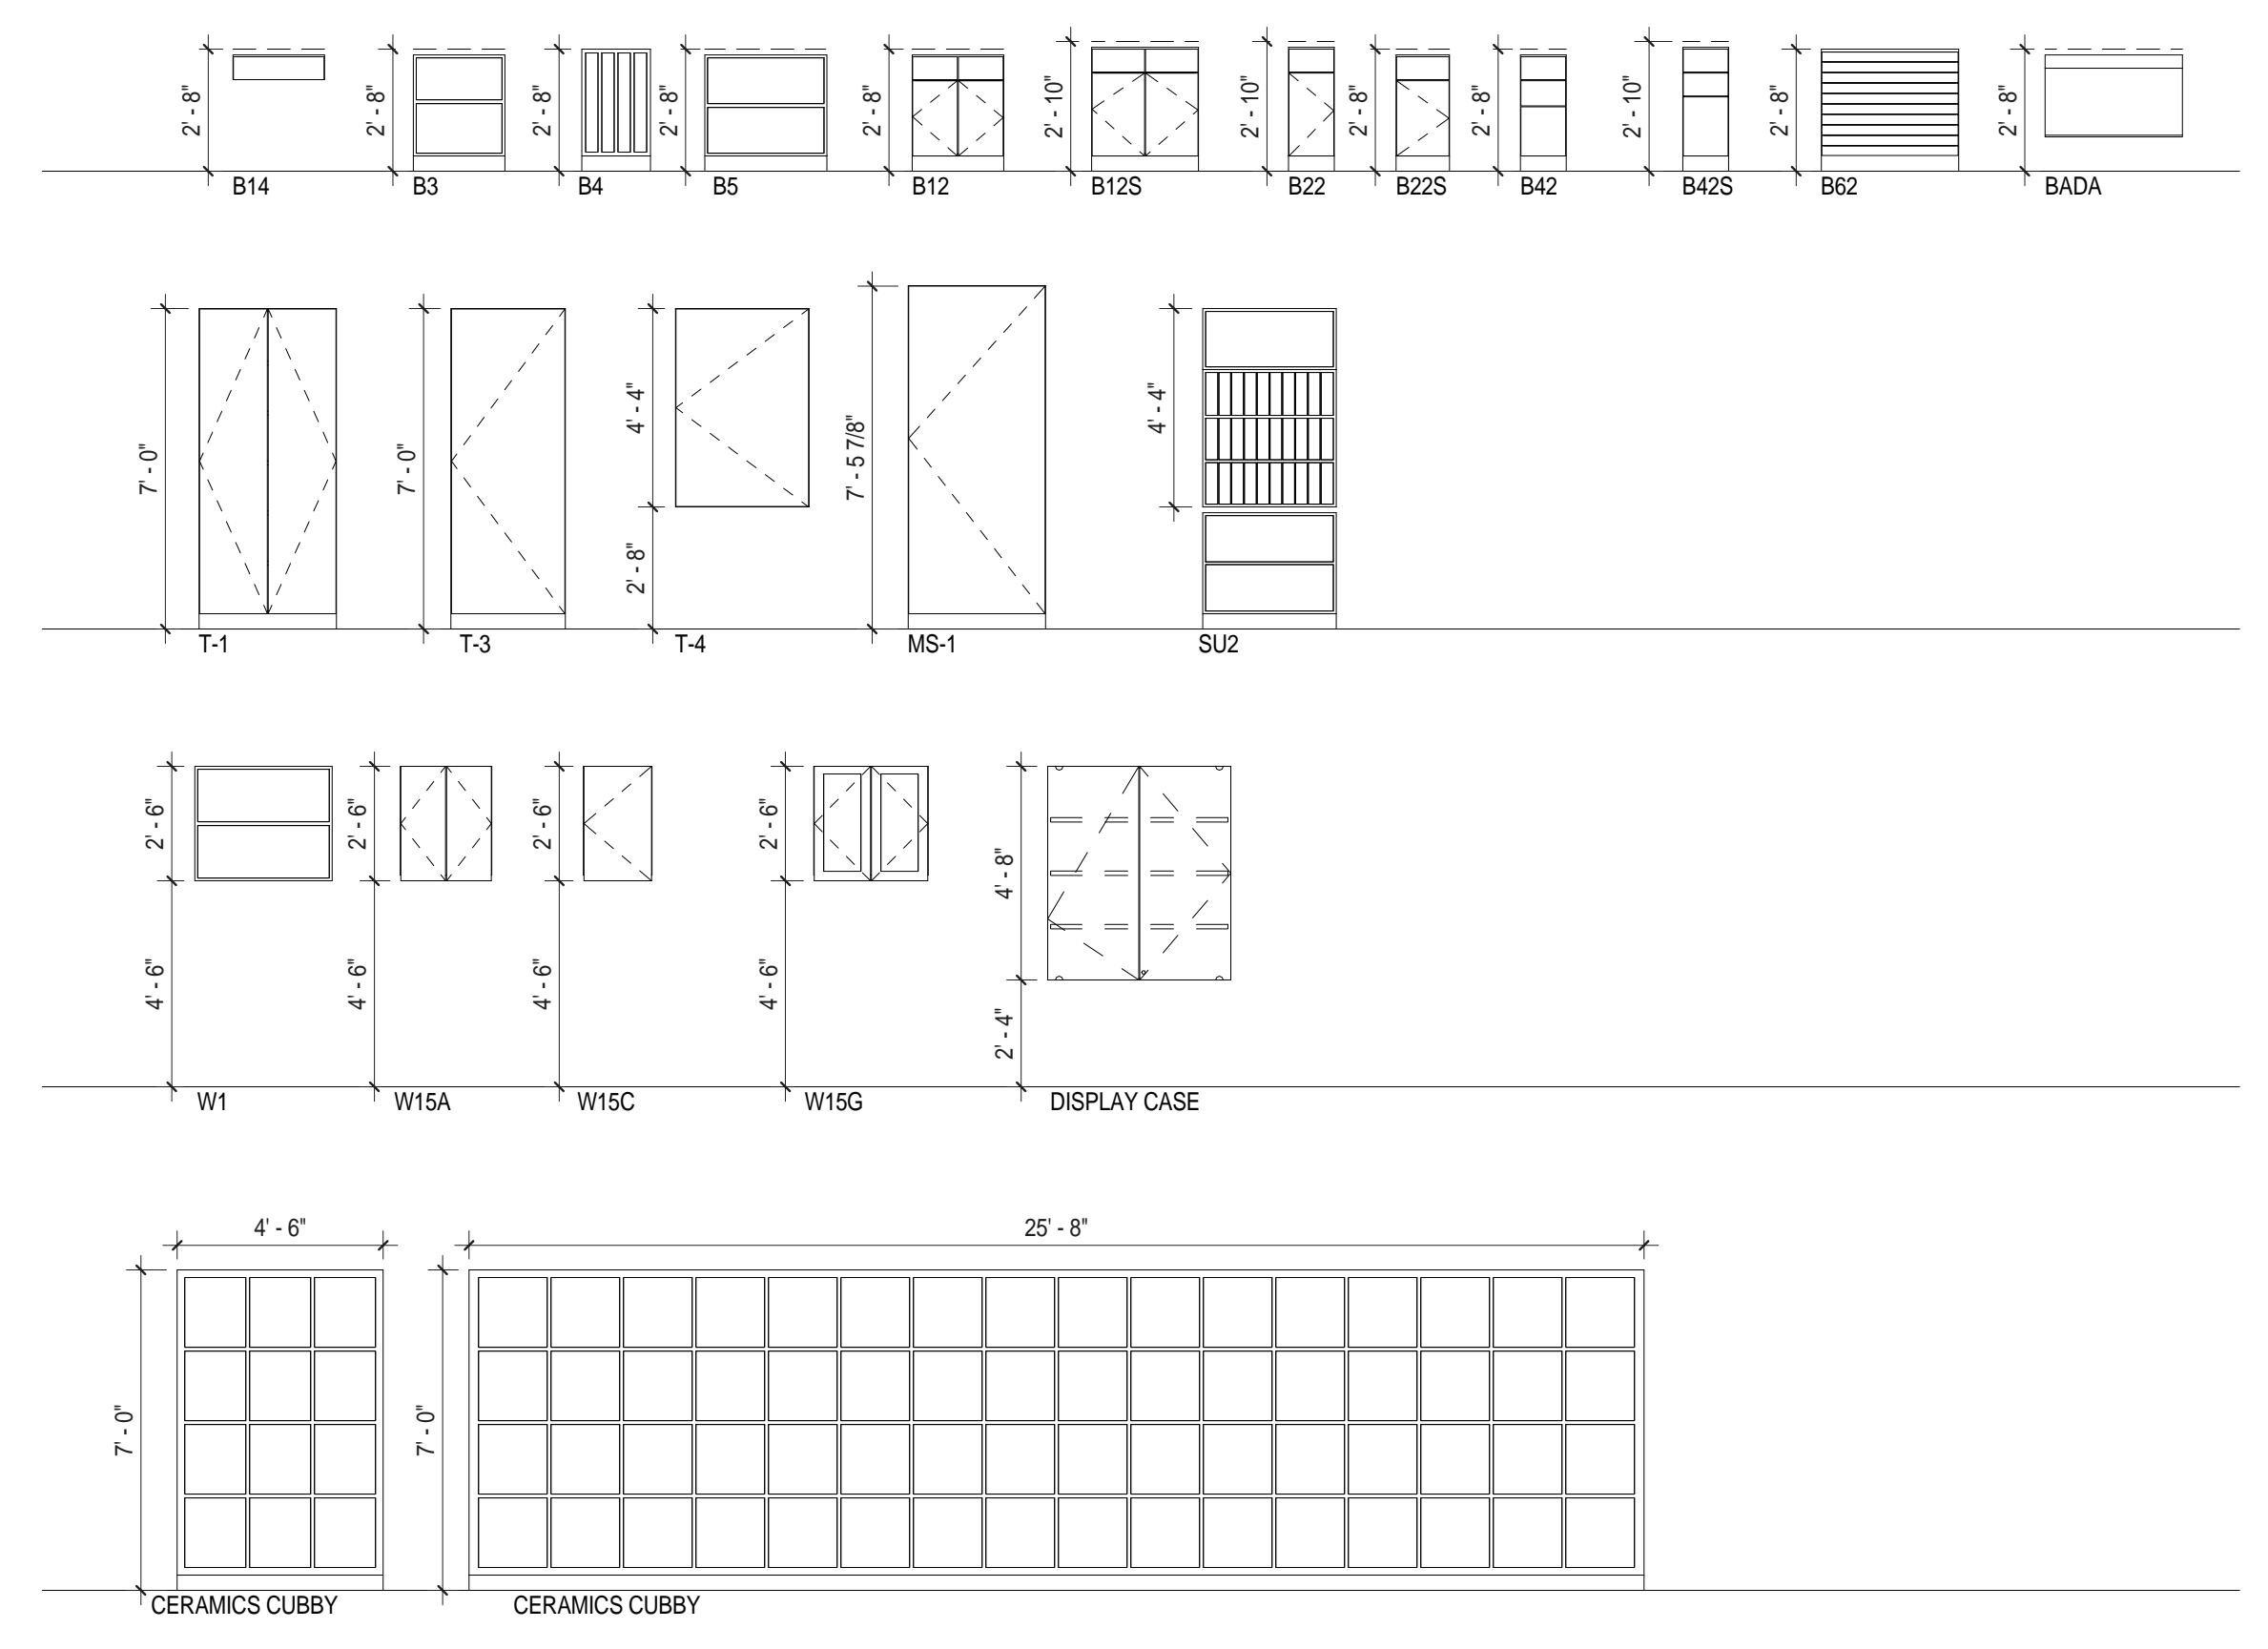 2' - 8"
2' - 8"
2' - 8"
2' - 8"
2' - 8"
2' - 10"
2' - 10"
2' - 8"
2' - 8"
2' - 10"
2' - 8"
2' - 8"
B14
B3
B4
B5
B12
B12S
B22
B22S
B42
B42S
B62
BADA
7' - 0"
7' - 0"
4' - 4"
2' - 8"
7' - 5 7/8"
4' - 4"
T-1
T-3
T-4
MS-1
SU2
2' - 6"
4' - 6"
2' - 6"
4' - 6"
2' - 6"
4' - 6"
2' - 6"
4' - 6"
4' - 8"
2' - 4"
W1
W15A
W15C
W15G
DISPLAY CASE
4' - 6"
25' - 8"
7' - 0"
7' - 0"
CERAMICS CUBBY
CERAMICS CUBBY